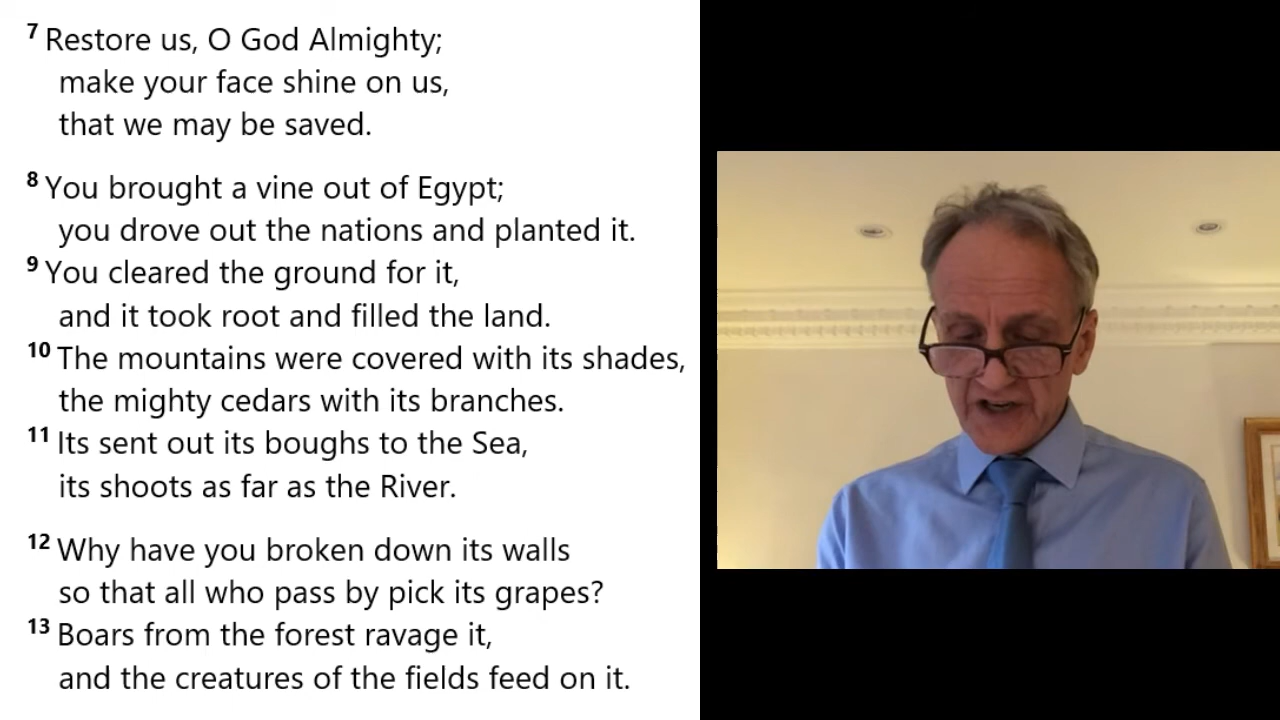 7 Restore us, O God Almighty;
make your face shine on us,
that we may be saved.
8 You brought a vine out of Egypt;
you drove out the nations and planted it.
9 You cleared the ground for it,
and it took root and filled the land.
10 The mountains were covered with its shades,
the mighty cedars with its branches.
11 Its sent out its boughs to the Sea,
its shoots as far as the River.
12 Why have you broken down its walls
so that all who pass by pick its grapes?
13 Boars from the forest ravage it,
and the creatures of the fields feed on it.